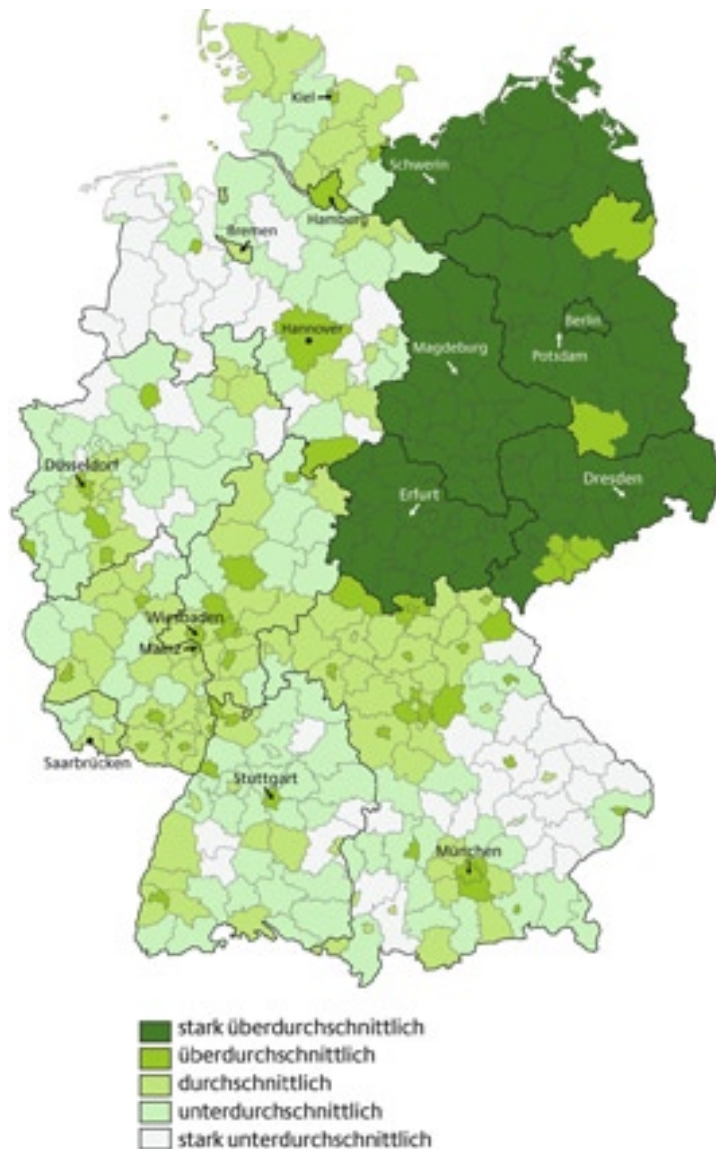 Kiel
Schwerin
Hamburg
Bremen
Hannover
Berlin
Magdeburg
Potsdam
Düsseldorf
Dresden
Erfurt
Wiesbaden
Mainz
Saarbrücken
Stuttgart
München
stark überdurchschnittlich
überdurchschnittlich
durchschnittlich
unterdurchschnittlich
stark unterdurchschnittlich